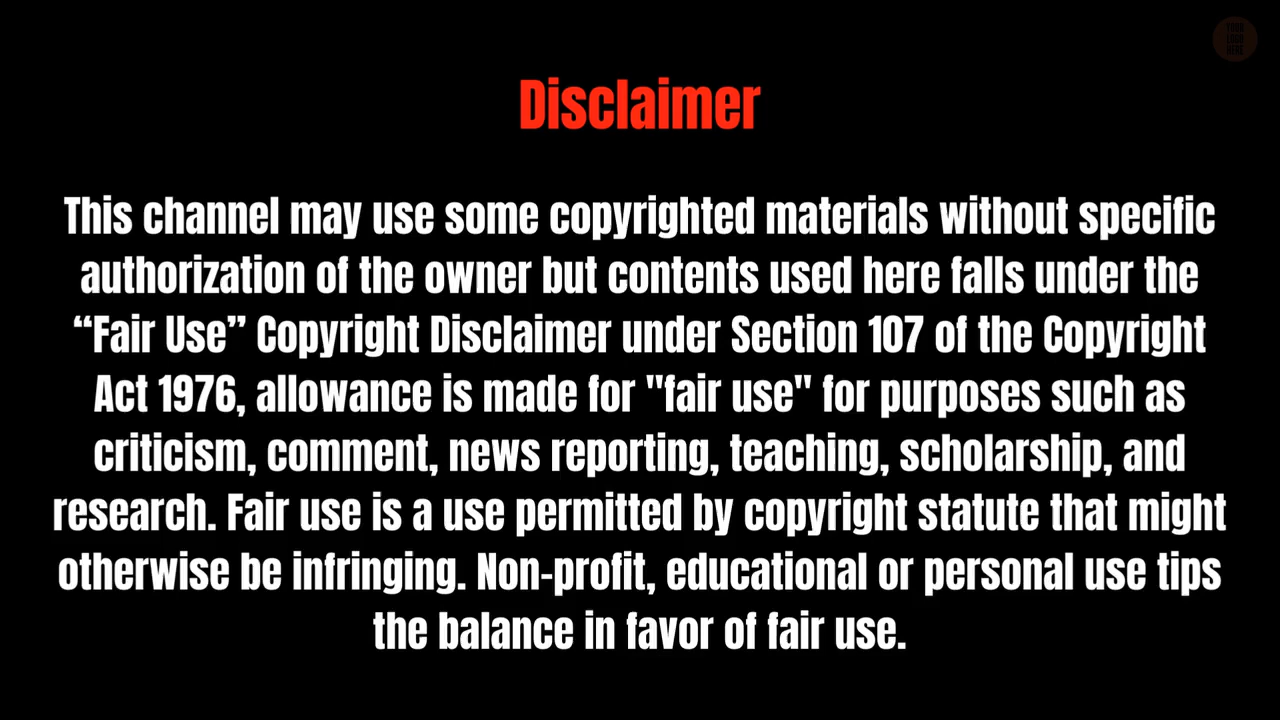 YOUR
LOGO
HERE
Disclaimer
This channel may use some copyrighted materials without specific
authorization of the owner but contents used here falls under the
“Fair Use” Copyright Disclaimer under Section 107 of the Copyright
Act 1976, allowance is made for "fair use" for purposes such as
criticism, comment, news reporting, teaching, scholarship, and
research. Fair use is a use permitted by copyright statute that might
otherwise be infringing. Non-profit, educational or personal use tips
the balance in favor of fair use.